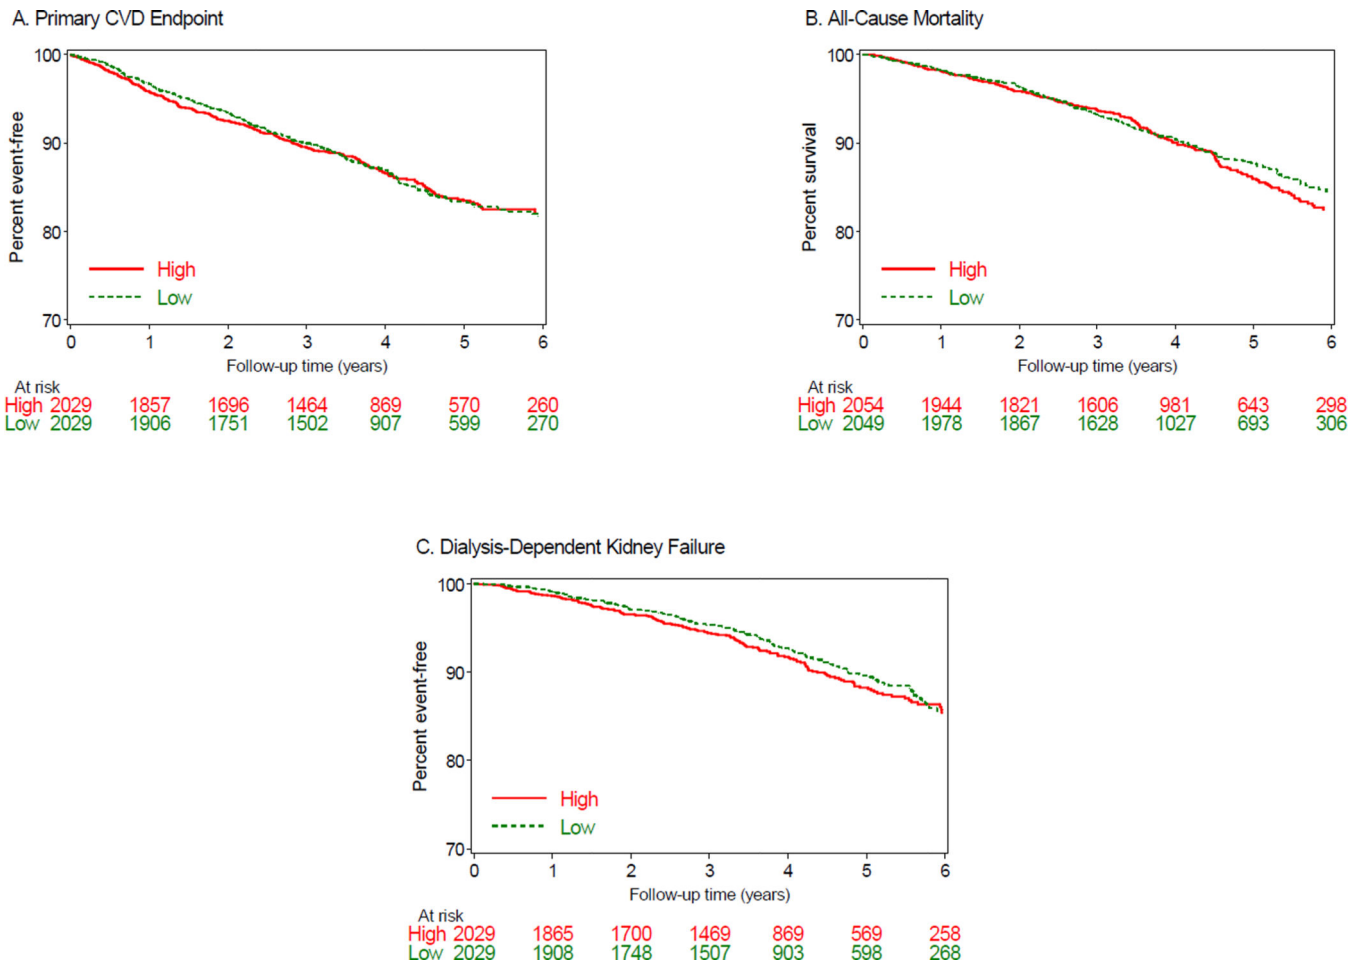 A. Primary CVD Endpoint
Percent event-free
100
90
80
70
High
Low
0 1 2 3 4 5 6
Follow-up time (years)
At risk
High 2029 1857 1696 1464 869 570 260
Low 2029 1906 1751 1502 907 599 270
B. All-Cause Mortality
Percent survival
100
90
80
70
High
Low
0 1 2 3 4 5 6
Follow-up time (years)
At risk
High 2054 1944 1821 1606 981 643 298
Low 2049 1978 1867 1628 1027 693 306
C. Dialysis-Dependent Kidney Failure
Percent event-free
100
90
80
70
High
Low
0 1 2 3 4 5 6
Follow-up time (years)
At risk
High 2029 1865 1700 1469 869 569 258
Low 2029 1908 1748 1507 903 598 268